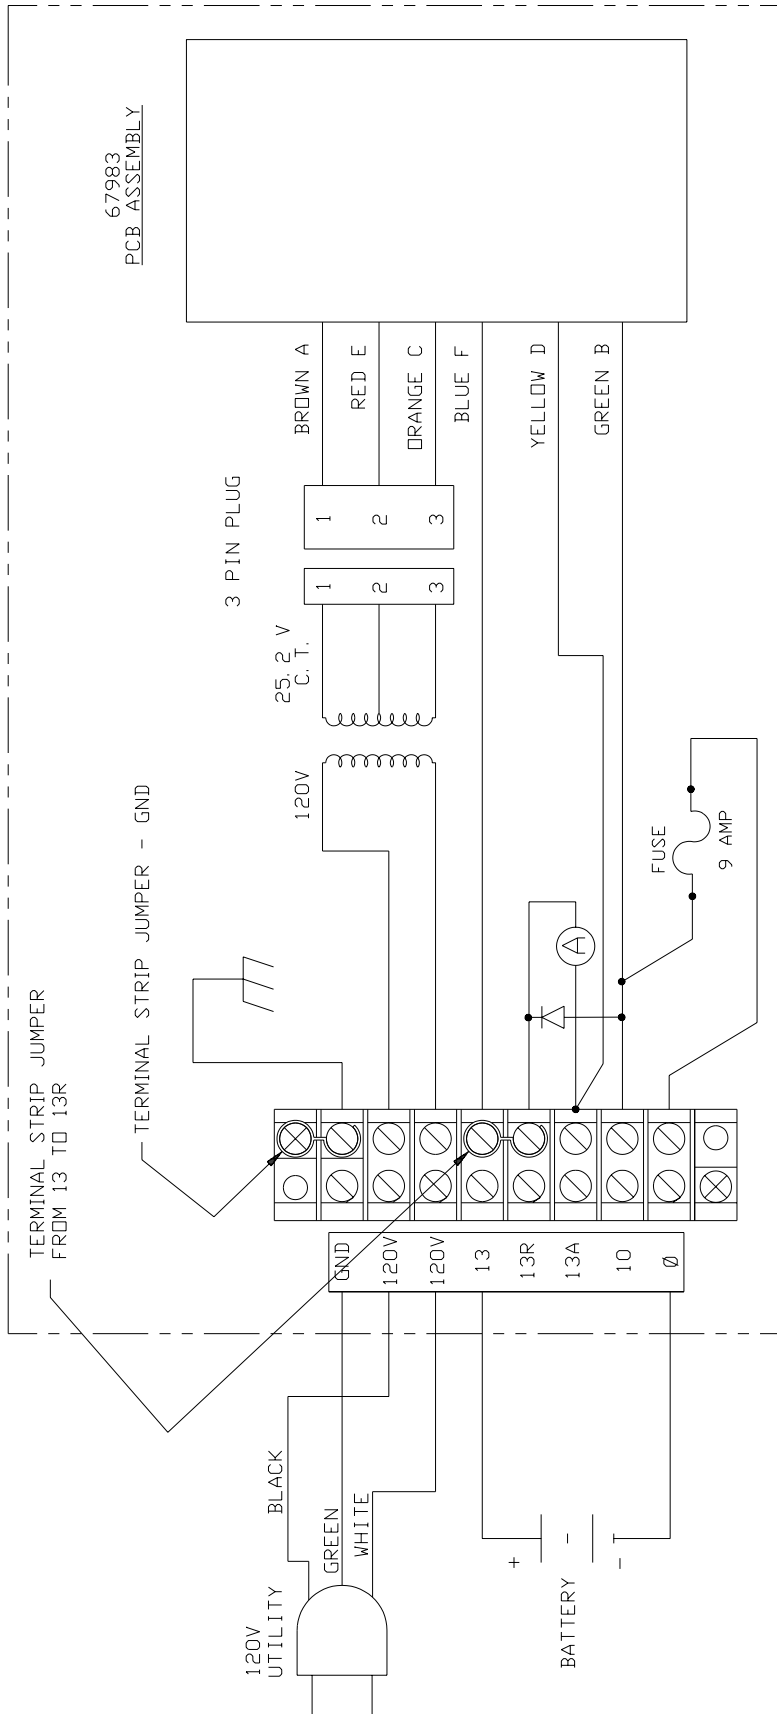 67983
PCB ASSEMBLY
BROWN A
RED E
ORANGE C
BLUE F
YELLOW D
GREEN B
3 PIN PLUG
1
2
3
1
2
3
25.2 V
C.T.
120V
TERMINAL STRIP JUMPER - GND
TERMINAL STRIP JUMPER
FROM 13 TO 13R
FUSE
9 AMP
A
GND
120V
120V
13
13R
13A
10
Ø
BLACK
GREEN
WHITE
120V
UTILITY
+
-
-
BATTERY